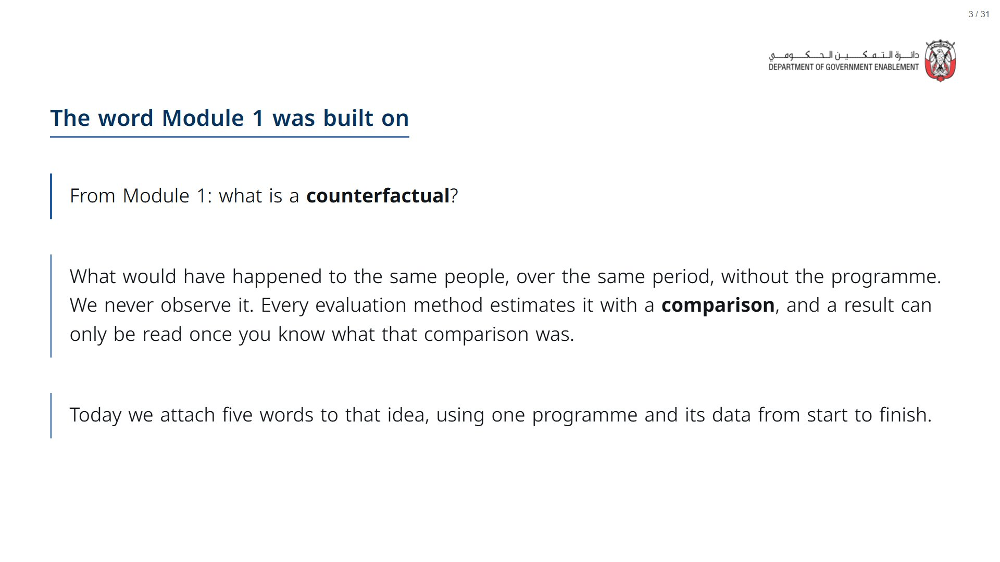 3 / 31
دائرة التمكين الحكومي
DEPARTMENT OF GOVERNMENT ENABLEMENT
The word Module 1 was built on
From Module 1: what is a counterfactual?
What would have happened to the same people, over the same period, without the programme.
We never observe it. Every evaluation method estimates it with a comparison, and a result can
only be read once you know what that comparison was.
Today we attach five words to that idea, using one programme and its data from start to finish.